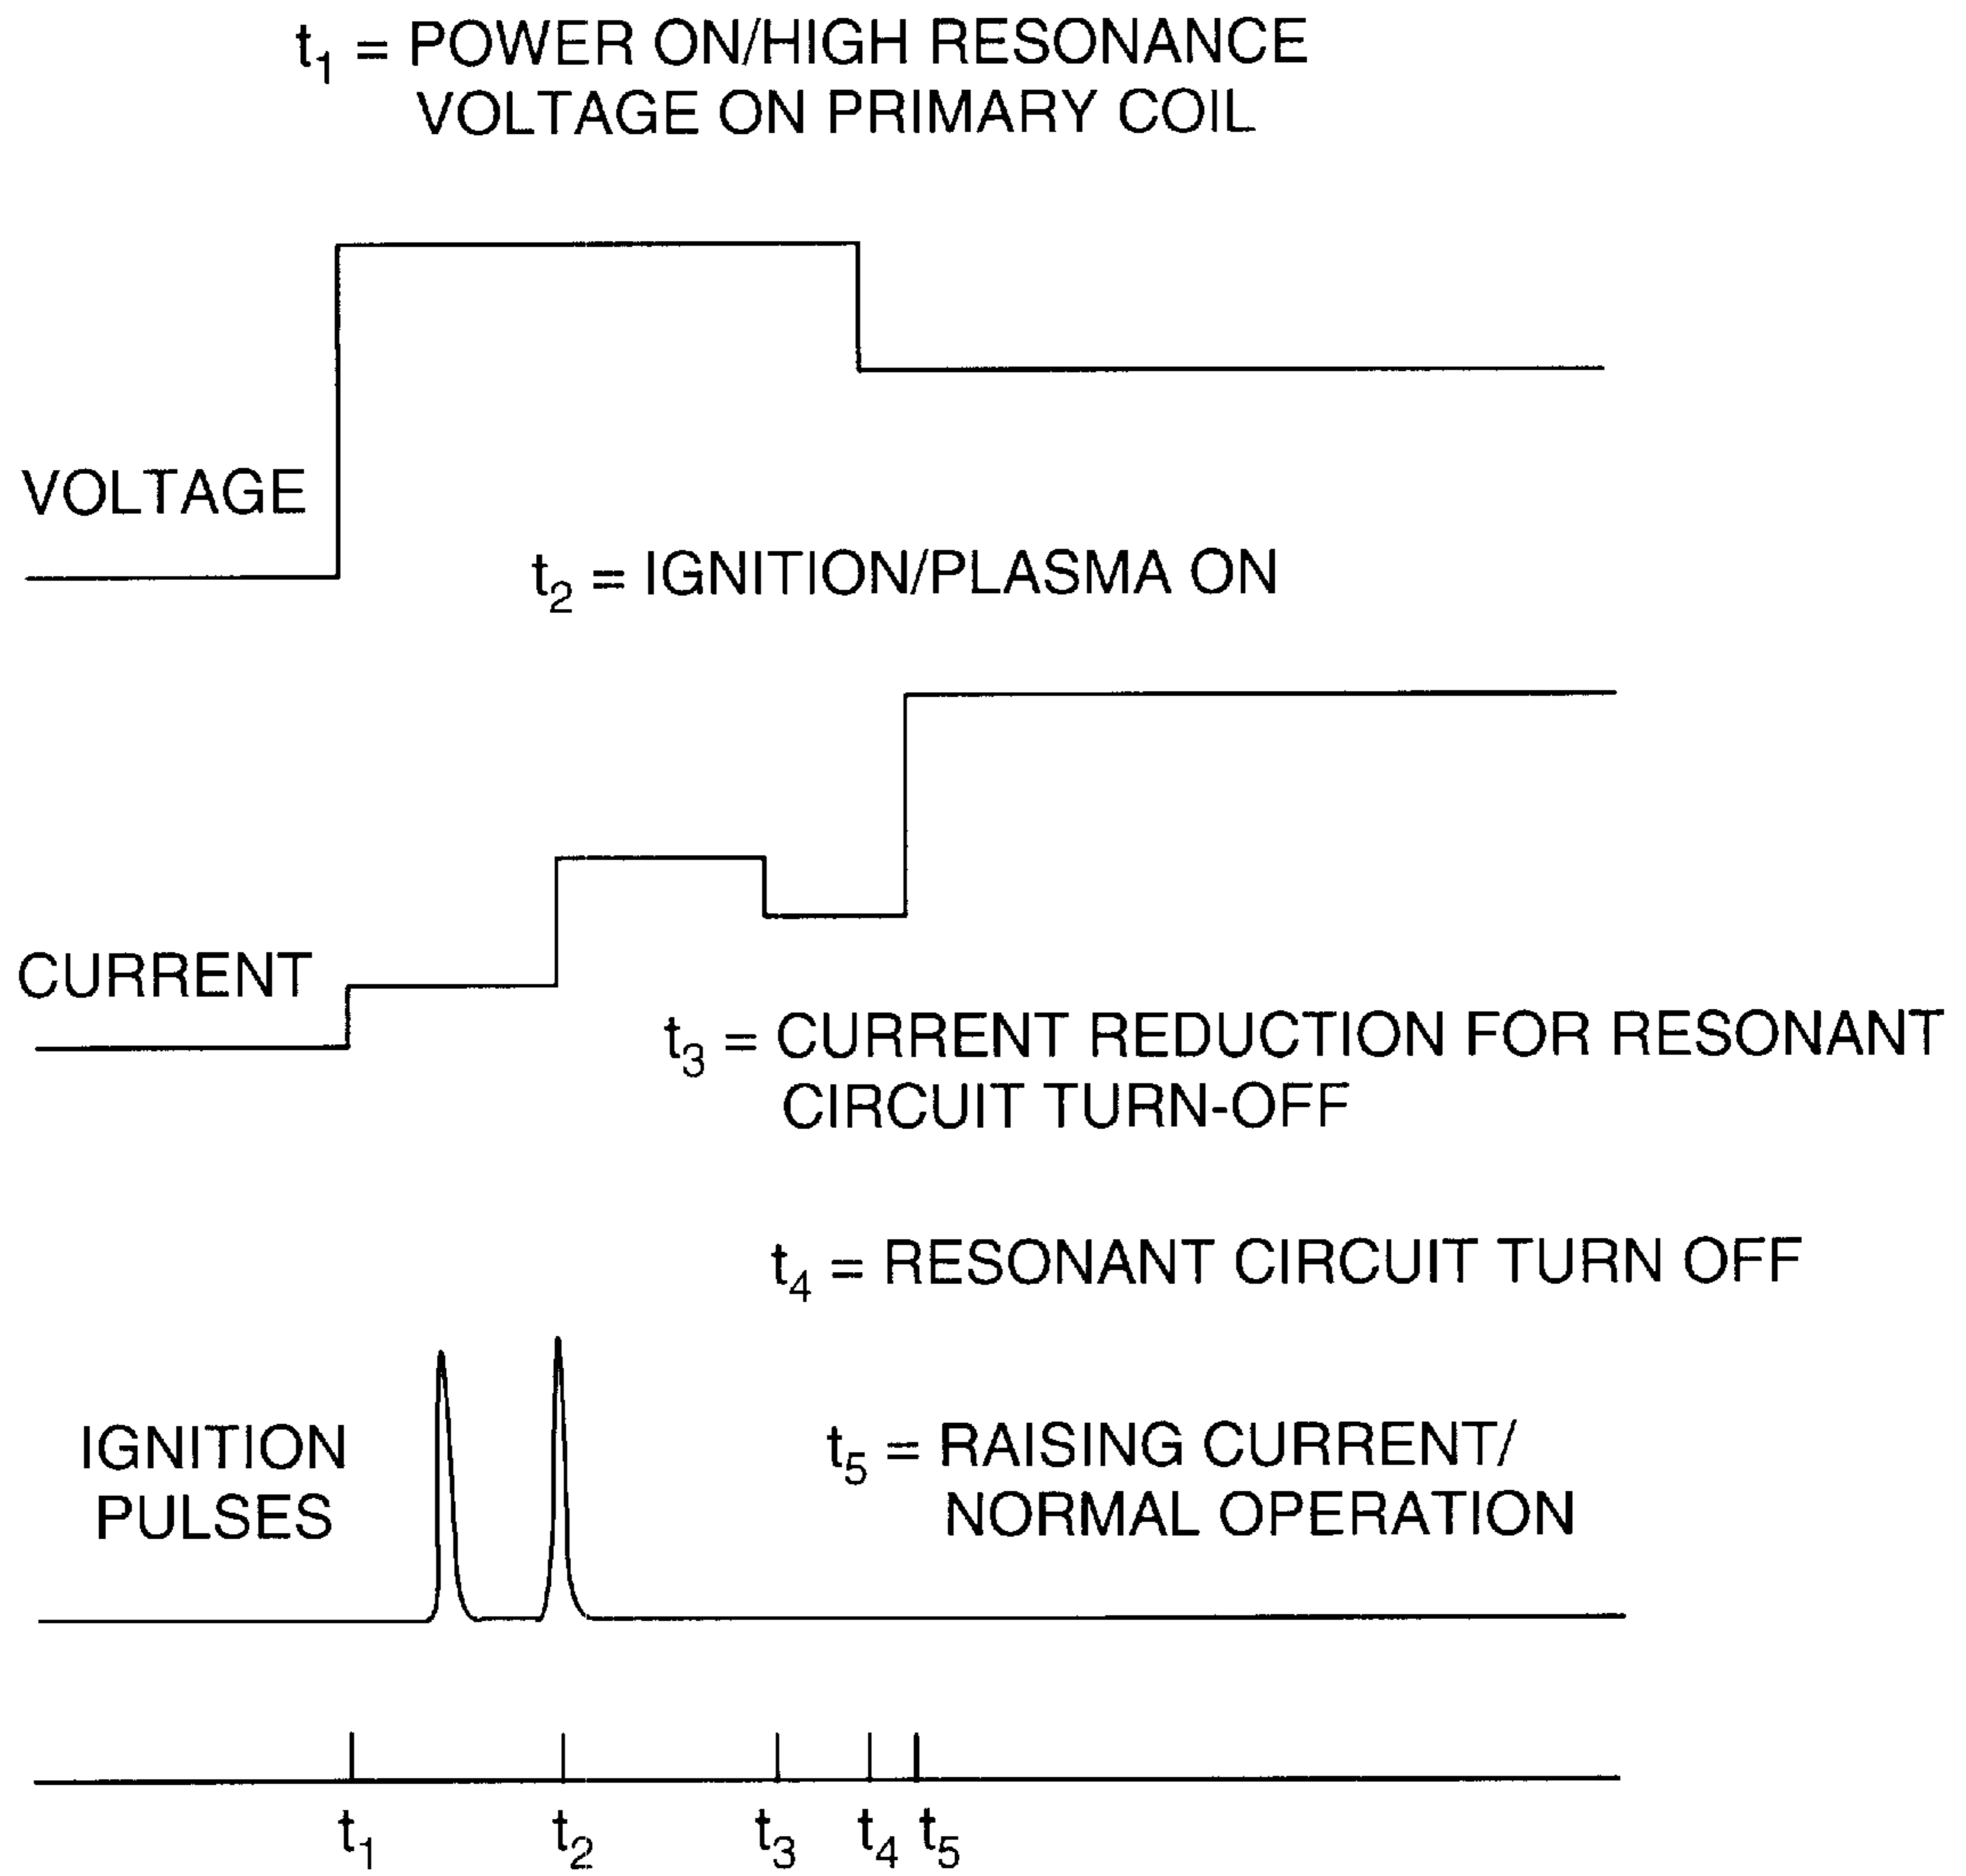 t₁ = POWER ON/HIGH RESONANCE
VOLTAGE ON PRIMARY COIL
VOLTAGE
t₂ = IGNITION/PLASMA ON
CURRENT
t₃ = CURRENT REDUCTION FOR RESONANT
CIRCUIT TURN-OFF
t₄ = RESONANT CIRCUIT TURN OFF
IGNITION
PULSES
t₅ = RAISING CURRENT/
NORMAL OPERATION
t₁ t₂ t₃ t₄ t₅